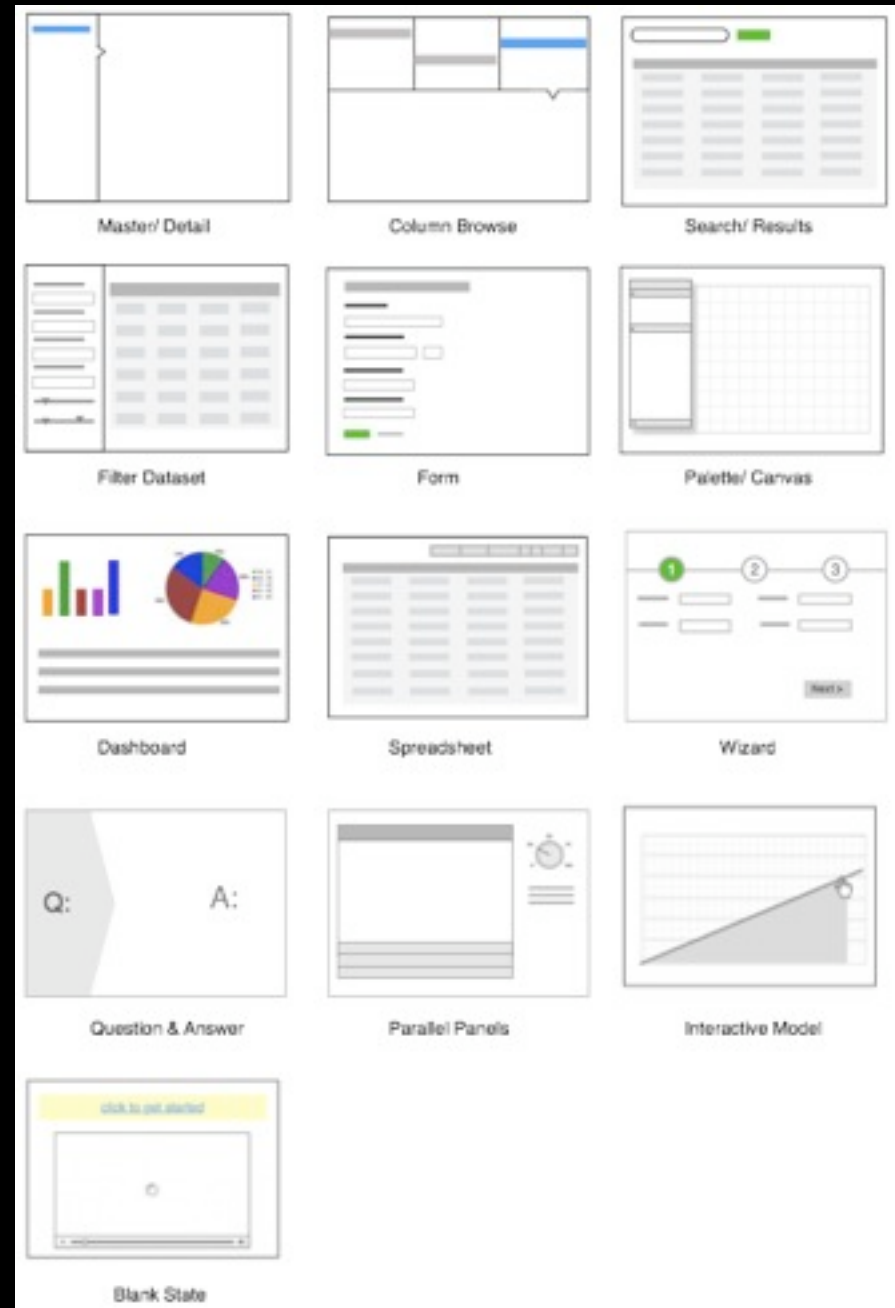 Master/ Detail
Column Browse
Search/ Results
Filter Dataset
Form
Palette/ Canvas
Dashboard
Spreadsheet
1
2
3
Next >
Wizard
Q:
A:
Question & Answer
Parallel Panels
Interactive Model
click to get started
Blank State